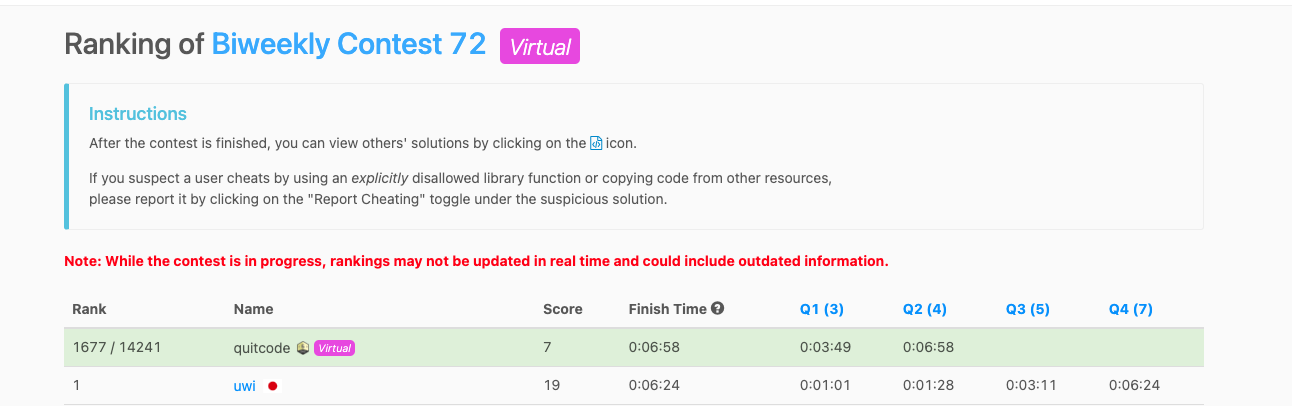 Ranking of Biweekly Contest 72 Virtual
Instructions
After the contest is finished, you can view others' solutions by clicking on the </> icon.
If you suspect a user cheats by using an explicitly disallowed library function or copying code from other resources,
please report it by clicking on the "Report Cheating" toggle under the suspicious solution.
Note: While the contest is in progress, rankings may not be updated in real time and could include outdated information.
Rank Name Score Finish Time ? Q1 (3) Q2 (4) Q3 (5) Q4 (7)
1677 / 14241 quitcode Virtual 7 0:06:58 0:03:49 0:06:58
1 uwi 19 0:06:24 0:01:01 0:01:28 0:03:11 0:06:24